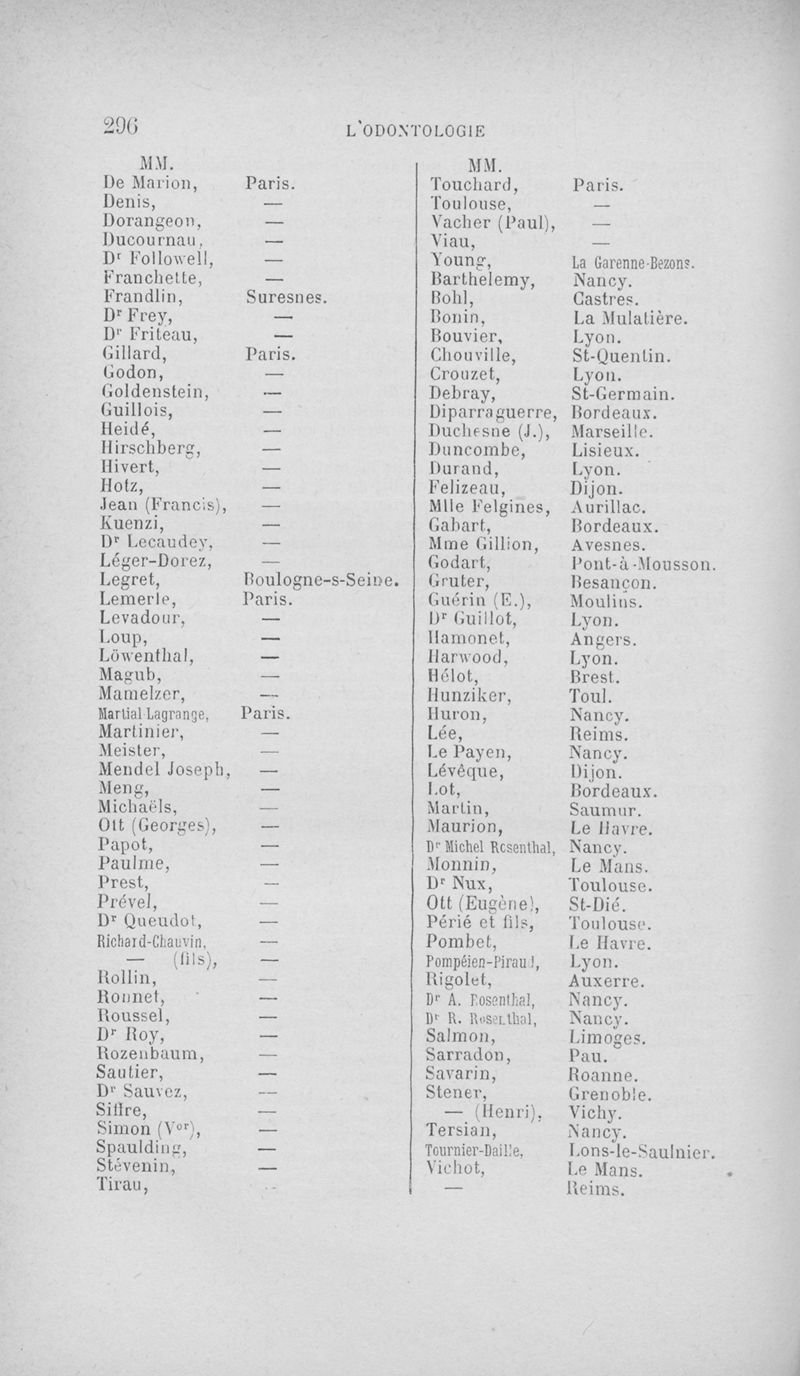 296
L'ODONTOLOGIE
MM.
De Marion, Paris.
Denis, —
Dorangeon, —
Ducournau, —
Dr Followell, —
Franchette, —
Frandlin, Suresnes.
Dr Frey, —
Dr Friteau, —
Gillard, Paris.
Godon, —
Goldenstein, —
Guillois, —
Heidé, —
Hirschberg, —
Hivert, —
Hotz, —
Jean (Francis), —
Kuenzi, —
Dr Lecaudey, —
Léger-Dorez, —
Legret, Boulogne-s-Seine.
Lemerle, Paris.
Levadour, —
Loup, —
Löwenthal, —
Magub, —
Mamelzer, —
Martial Lagrange, Paris.
Martinier, —
Meister, —
Mendel Joseph, —
Meng, —
Michaëls, —
Ott (Georges), —
Papot, —
Paulme, —
Prest, —
Prével, —
Dr Queudot, —
Richard-Chauvin, —
— (fils), —
Rollin, —
Ronnet, —
Roussel, —
Dr Roy, —
Rozenbaum, —
Sautier, —
Dr Sauvez, —
Siffre, —
Simon (Vor), —
Spaulding, —
Stévenin, —
Tirau, —
MM.
Touchard, Paris.
Toulouse, —
Vacher (Paul), —
Viau, —
Young, La Garenne-Bezons.
Barthelemy, Nancy.
Bohl, Castres.
Bonin, La Mulatière.
Bouvier, Lyon.
Chouville, St-Quentin.
Crouzet, Lyon.
Debray, St-Germain.
Diparraguerre, Bordeaux.
Duchesne (J.), Marseille.
Duncombe, Lisieux.
Durand, Lyon.
Felizeau, Dijon.
Mlle Felgines, Aurillac.
Gabart, Bordeaux.
Mme Gillion, Avesnes.
Godart, Pont-à-Mousson.
Gruter, Besançon.
Guérin (E.), Moulins.
Dr Guillot, Lyon.
Hamonet, Angers.
Harwood, Lyon.
Hélot, Brest.
Hunziker, Toul.
Huron, Nancy.
Lée, Reims.
Le Payen, Nancy.
Lévêque, Dijon.
Lot, Bordeaux.
Martin, Saumur.
Maurion, Le Havre.
Dr Michel Rosenthal, Nancy.
Monnin, Le Mans.
Dr Nux, Toulouse.
Ott (Eugène), St-Dié.
Périé et fils, Toulouse.
Pombet, Le Havre.
Pompéien-Piraud, Lyon.
Rigolet, Auxerre.
Dr A. Rosenthal, Nancy.
Dr R. Rosenthal, Nancy.
Salmon, Limoges.
Sarradon, Pau.
Savarin, Roanne.
Stener, Grenoble.
— (Henri), Vichy.
Tersian, Nancy.
Tournier-Daille, Lons-le-Saulnier.
Vichot, Le Mans.
— Reims.